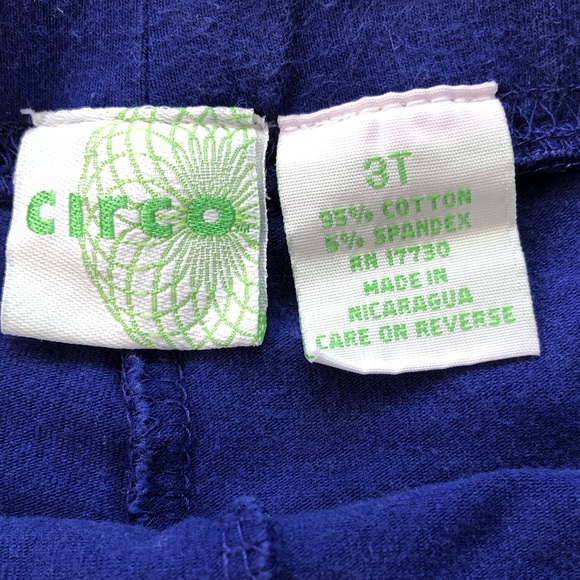 circo
3T
95% COTTON
5% SPANDEX
RN 17730
MADE IN
NICARAGUA
CARE ON REVERSE